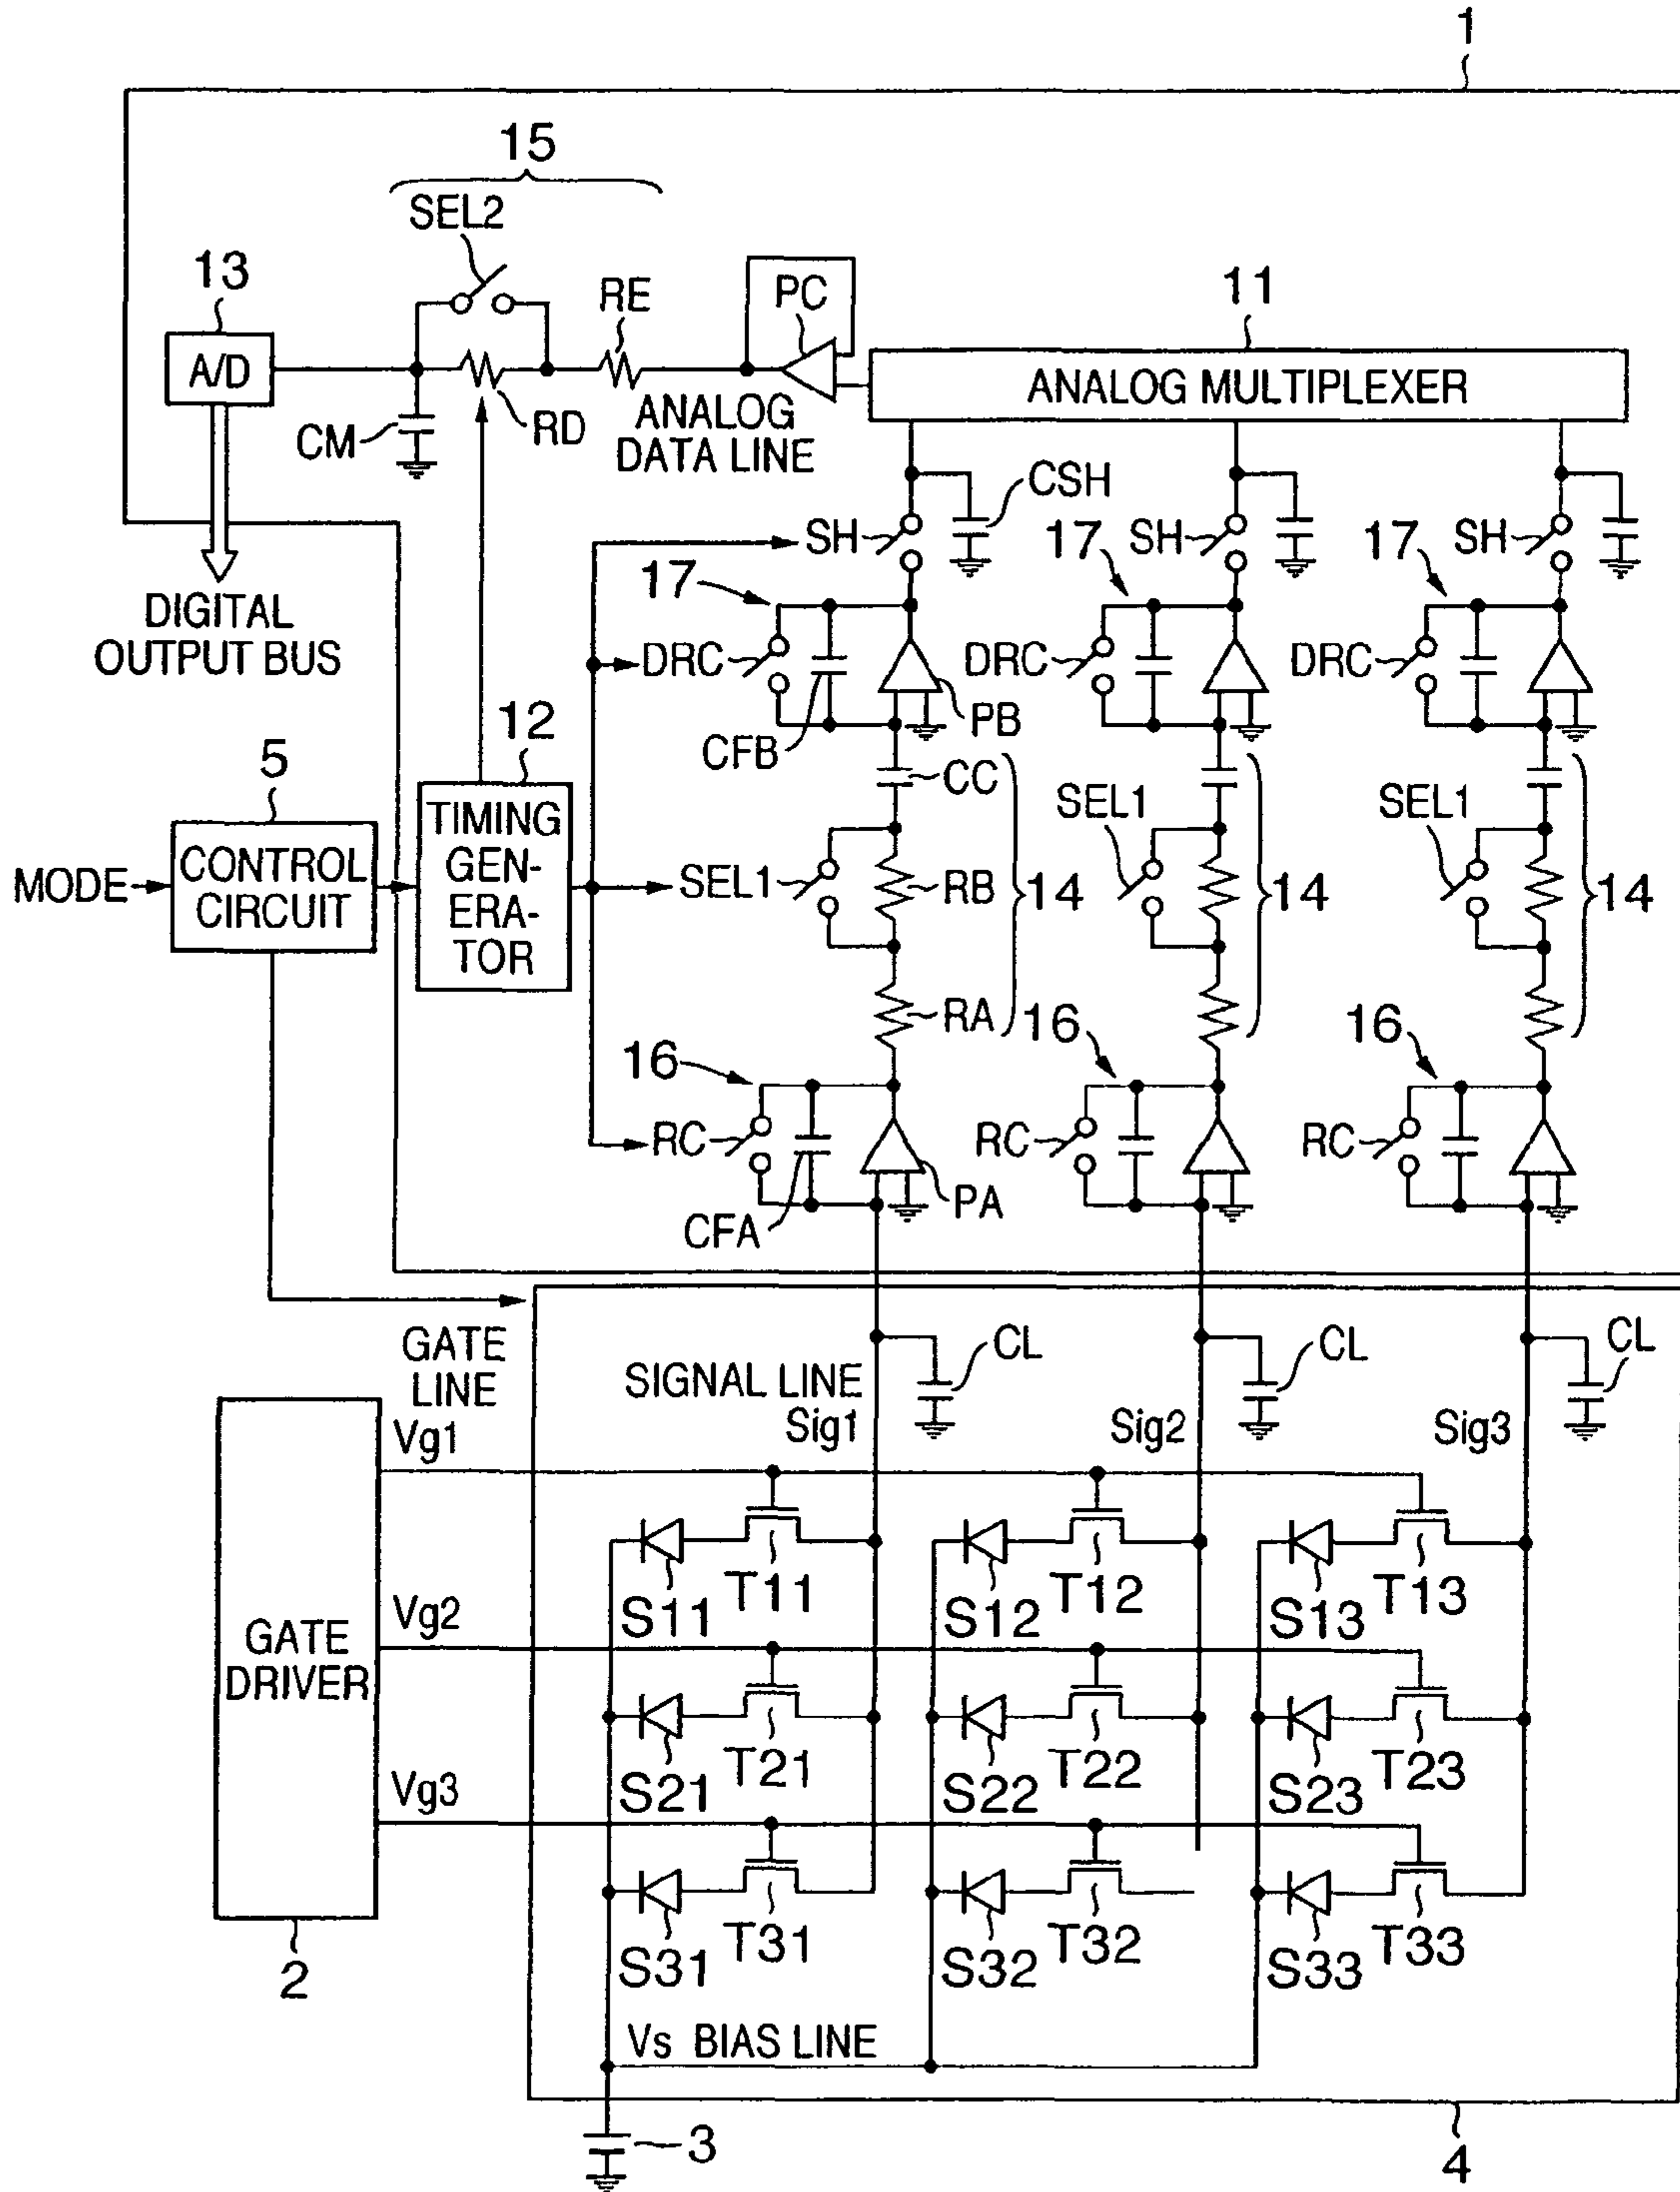 1
15
SEL2
13
RE
PC
11
A/D
ANALOG MULTIPLEXER
CM
RD
ANALOG
DATA LINE
CSH
SH
17
SH
17
SH
17
DIGITAL
OUTPUT BUS
DRC
DRC
DRC
PB
12
CFB
5
CC
TIMING
GEN-
ERA-
TOR
SEL1
SEL1
CONTROL
CIRCUIT
MODE
SEL1
RB
14
14
14
RA
16
16
16
RC
RC
RC
PA
CFA
GATE
LINE
CL
CL
CL
SIGNAL LINE
Sig1
Sig2
Sig3
Vg1
T11
T12
T13
S11
S12
S13
Vg2
GATE
DRIVER
T21
T22
T23
S21
S22
S23
Vg3
T31
T32
T33
S31
S32
S33
2
Vs BIAS LINE
3
4